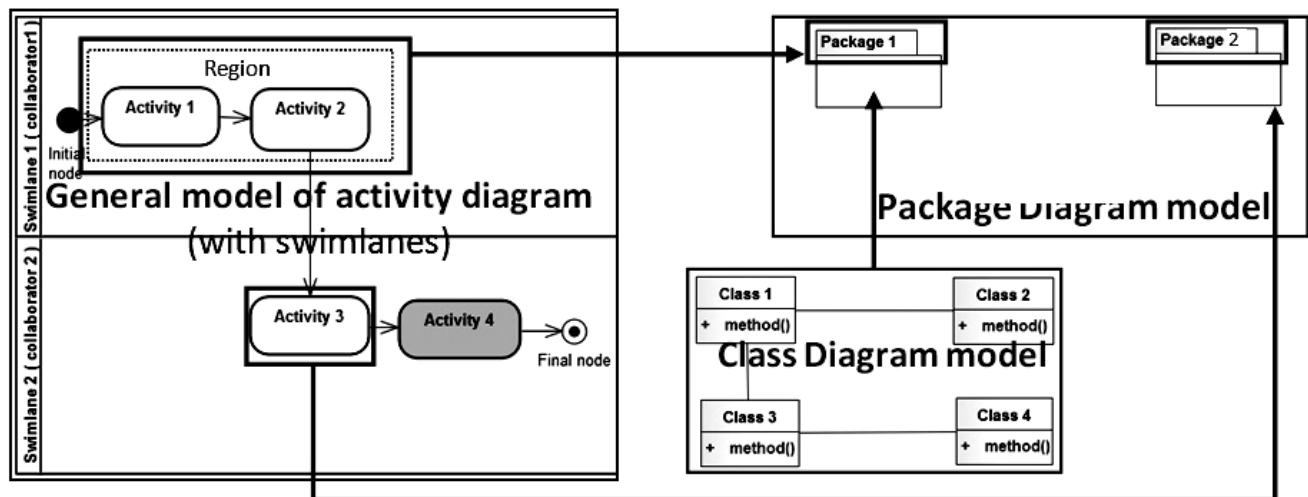 Swimlane 1 ( collaborator1)
Region
Activity 1
Activity 2
Initial
node
General model of activity diagram
(with swimlanes)
Swimlane 2 ( collaborator 2)
Activity 3
Activity 4
Final node
Package 1
Package 2
Package Diagram model
Class 1
+ method()
Class 2
+ method()
Class Diagram model
Class 3
+ method()
Class 4
+ method()